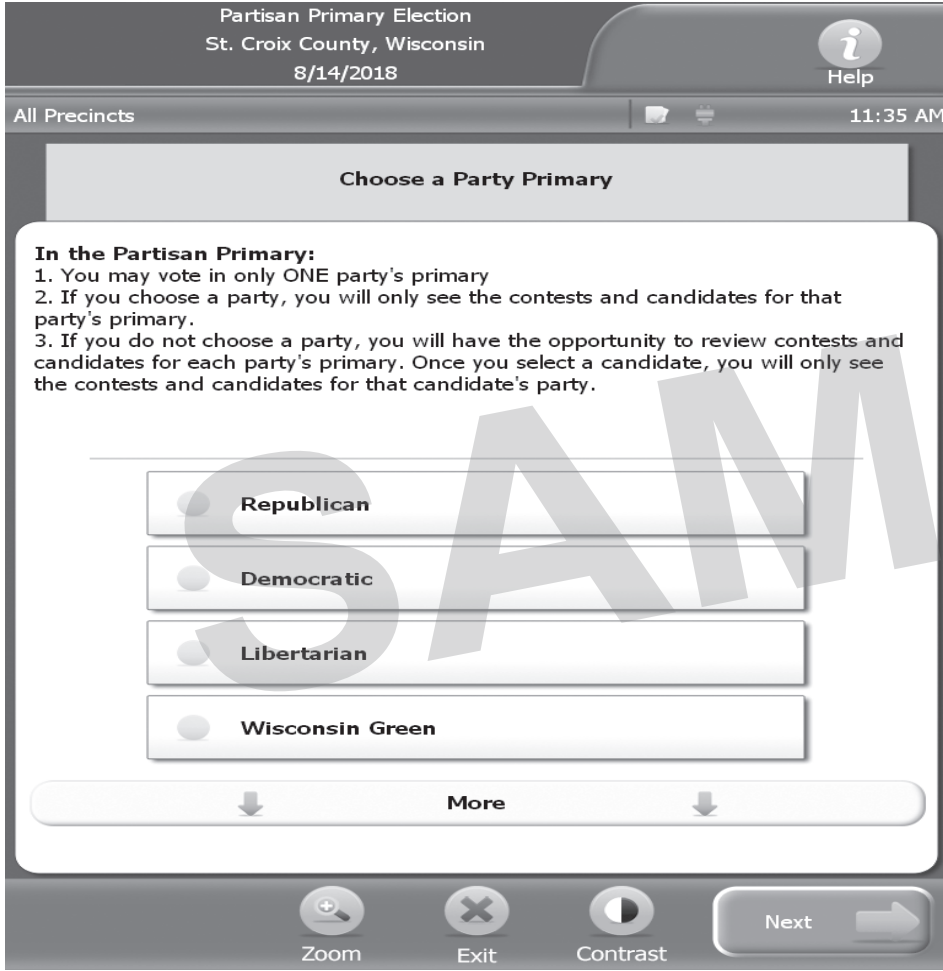 Partisan Primary Election
St. Croix County, Wisconsin
8/14/2018
Help
All Precincts
11:35 AM
Choose a Party Primary
In the Partisan Primary:
1. You may vote in only ONE party's primary
2. If you choose a party, you will only see the contests and candidates for that
party's primary.
3. If you do not choose a party, you will have the opportunity to review contests and
candidates for each party's primary. Once you select a candidate, you will only see
the contests and candidates for that candidate's party.
SAM
Republican
Democratic
Libertarian
Wisconsin Green
More
Zoom
Exit
Contrast
Next